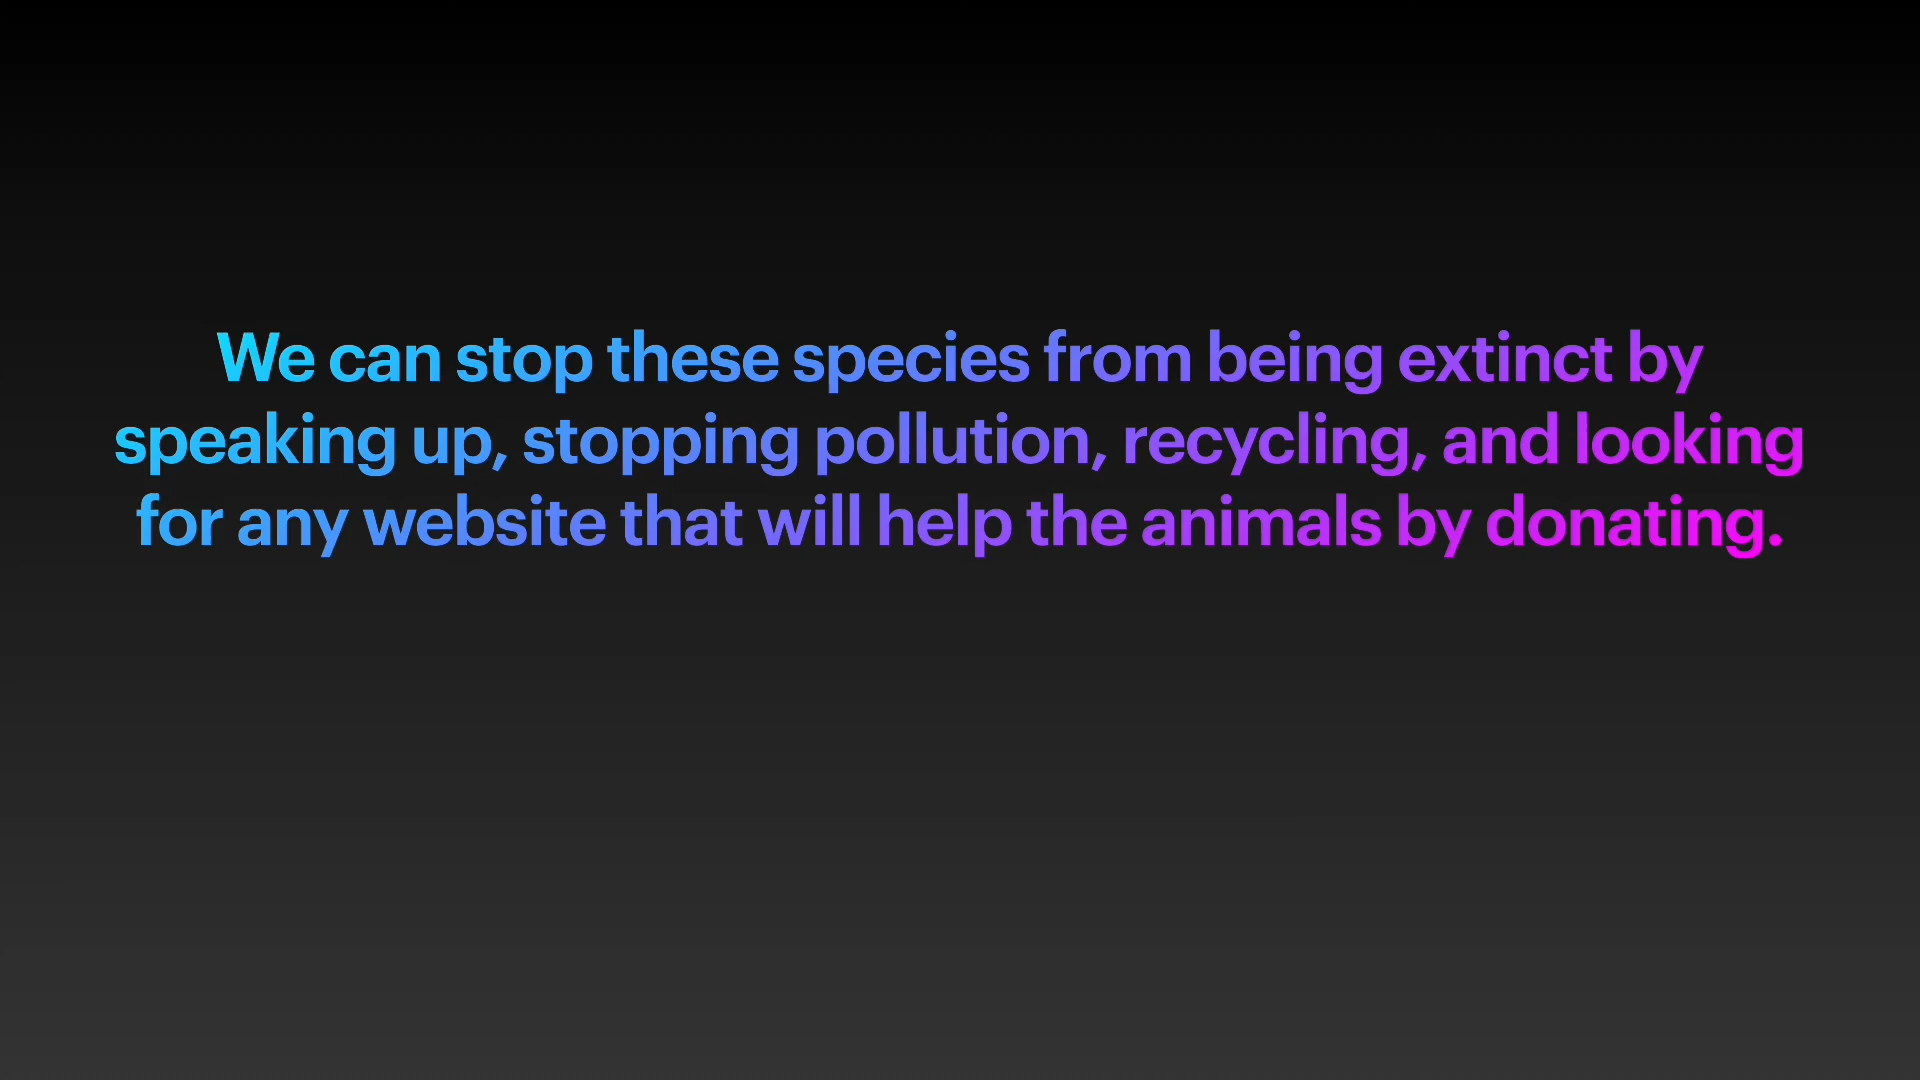 We can stop these species from being extinct by
speaking up, stopping pollution, recycling, and looking
for any website that will help the animals by donating.